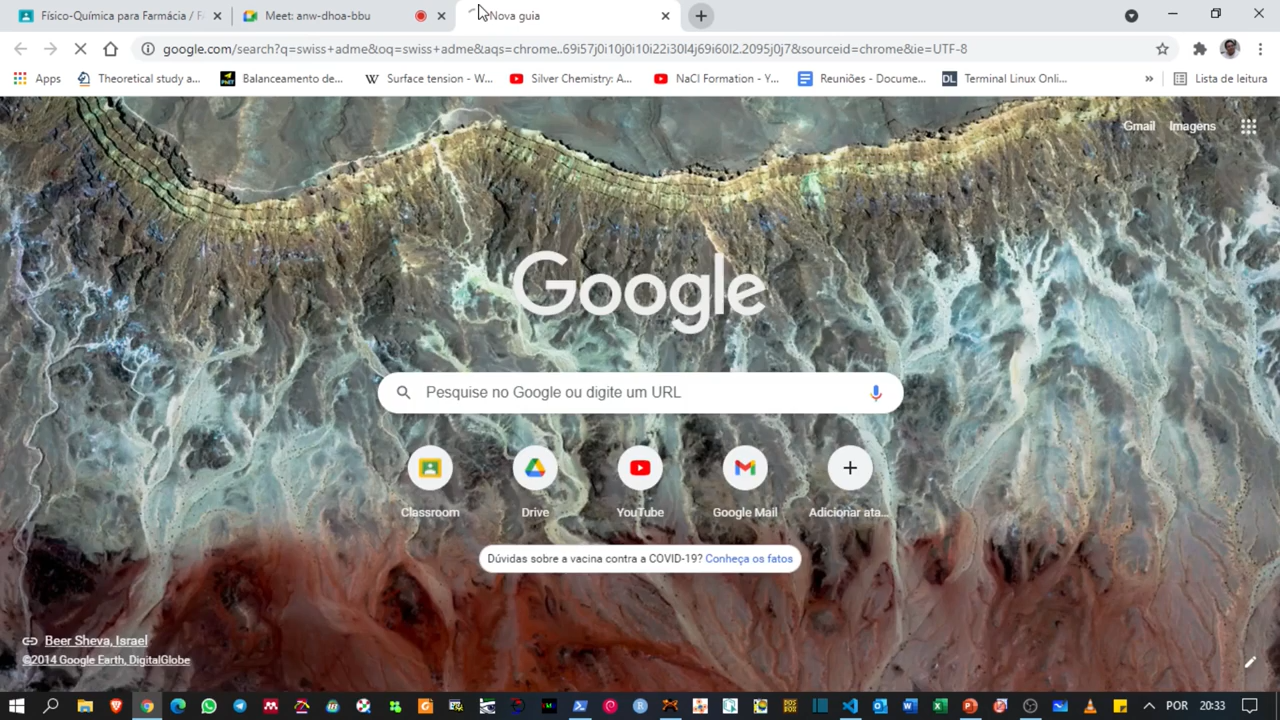 Físico-Química para Farmácia / F
Meet: anw-dhoa-bbu
Nova guia
google.com/search?q=swiss+adme&oq=swiss+adme&aqs=chrome..69i57j0i10j0i10i22i30l4j69i60l2.2095j0j7&sourceid=chrome&ie=UTF-8
Apps
Theoretical study a...
Balanceamento de...
Surface tension - W...
Silver Chemistry: A...
NaCl Formation - Y...
Reuniões - Docume...
DL
Terminal Linux Onli...
»
Lista de leitura
Gmail
Imagens
Google
Pesquise no Google ou digite um URL
Classroom
Drive
YouTube
Google Mail
Adicionar ata...
Dúvidas sobre a vacina contra a COVID-19? Conheça os fatos
Beer Sheva, Israel
©2014 Google Earth, DigitalGlobe
POR
20:33